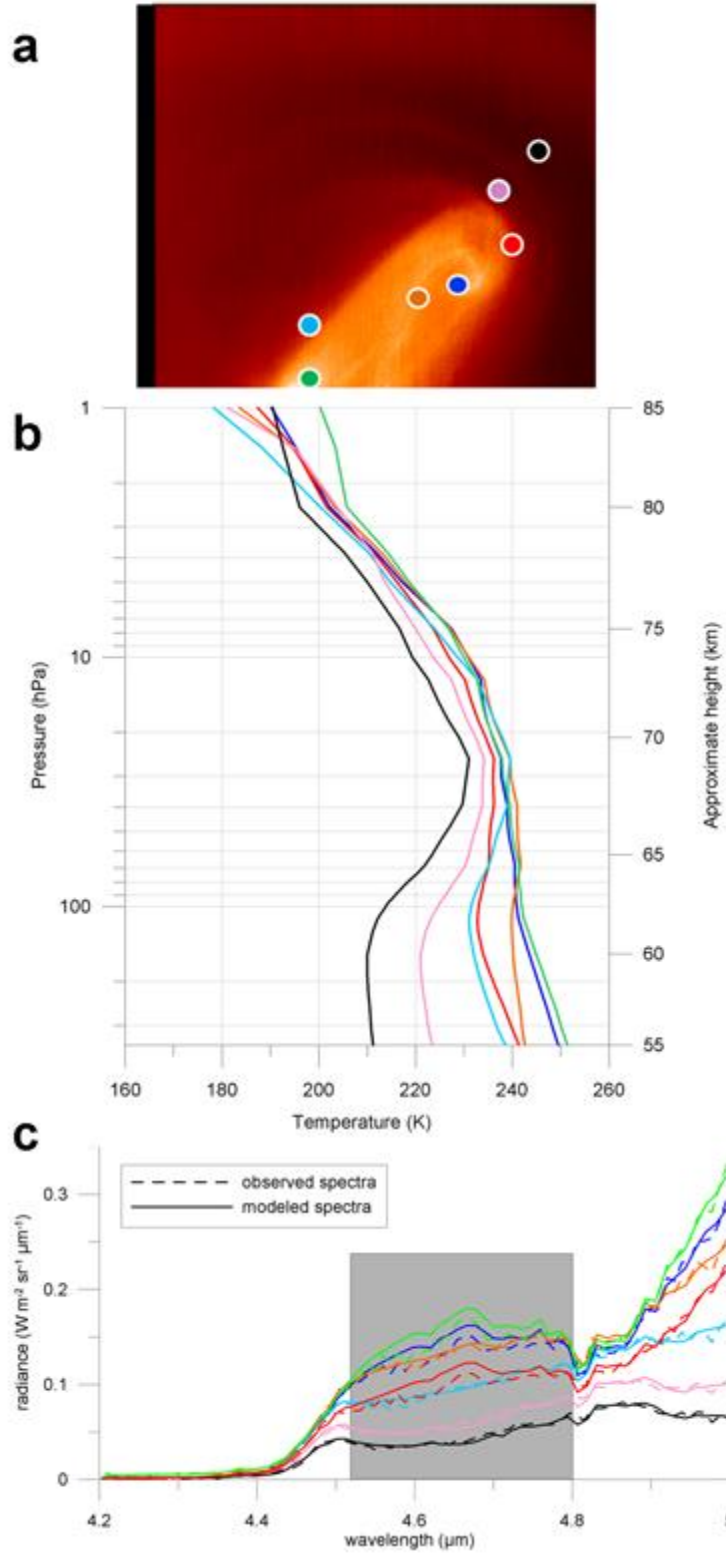 a
b
1
10
100
Pressure (hPa)
85
80
75
70
65
60
55
Approximate height (km)
160
180
200
220
240
260
Temperature (K)
c
observed spectra
modeled spectra
0.3
0.2
0.1
0
radiance (W m⁻² sr⁻¹ µm⁻¹)
4.2
4.4
4.6
4.8
wavelength (µm)